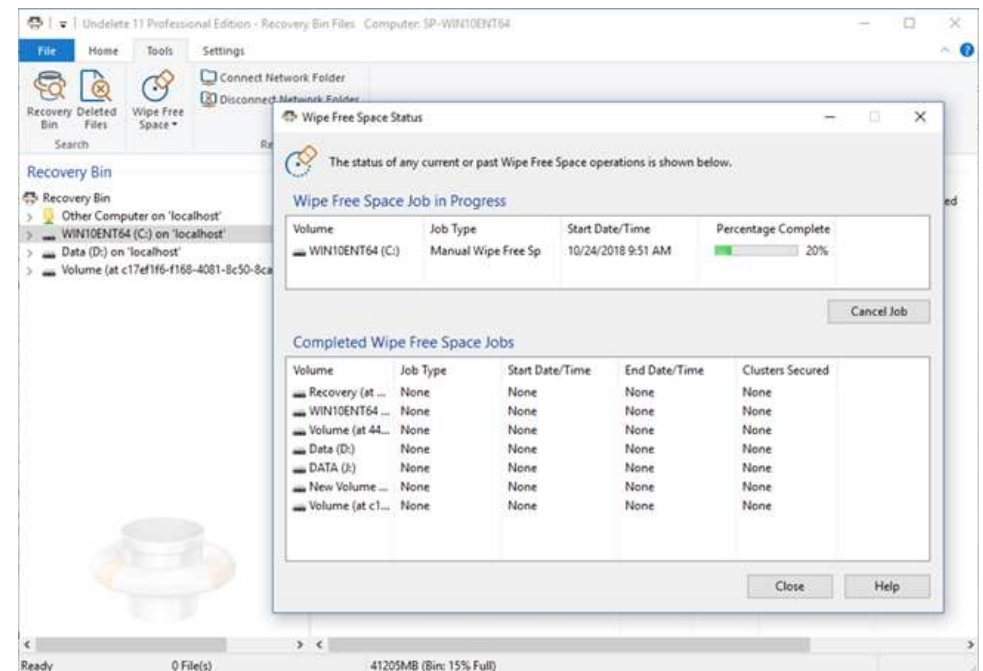 Undelete 11 Professional Edition - Recovery Bin Files Computer: SP-WIN10ENT64
File Home Tools Settings
Recovery Bin
Deleted Files
Wipe Free Space
Connect Network Folder
Disconnect Network Folder
Search
Re
Recovery Bin
Recovery Bin
Other Computer on 'localhost'
WIN10ENT64 (C:) on 'localhost'
Data (D:) on 'localhost'
Volume (at c17ef1f6-f168-4081-8c50-8ca
ed
Wipe Free Space Status
The status of any current or past Wipe Free Space operations is shown below.
Wipe Free Space Job in Progress
Volume Job Type Start Date/Time Percentage Complete
WIN10ENT64 (C:) Manual Wipe Free Sp 10/24/2018 9:51 AM 20%
Cancel Job
Completed Wipe Free Space Jobs
Volume Job Type Start Date/Time End Date/Time Clusters Secured
Recovery (at ... None None None None
WIN10ENT64 ... None None None None
Volume (at 44... None None None None
Data (D:) None None None None
DATA (J:) None None None None
New Volume ... None None None None
Volume (at c1... None None None None
Close Help
Ready 0 File(s) 41205MB (Bin: 15% Full)